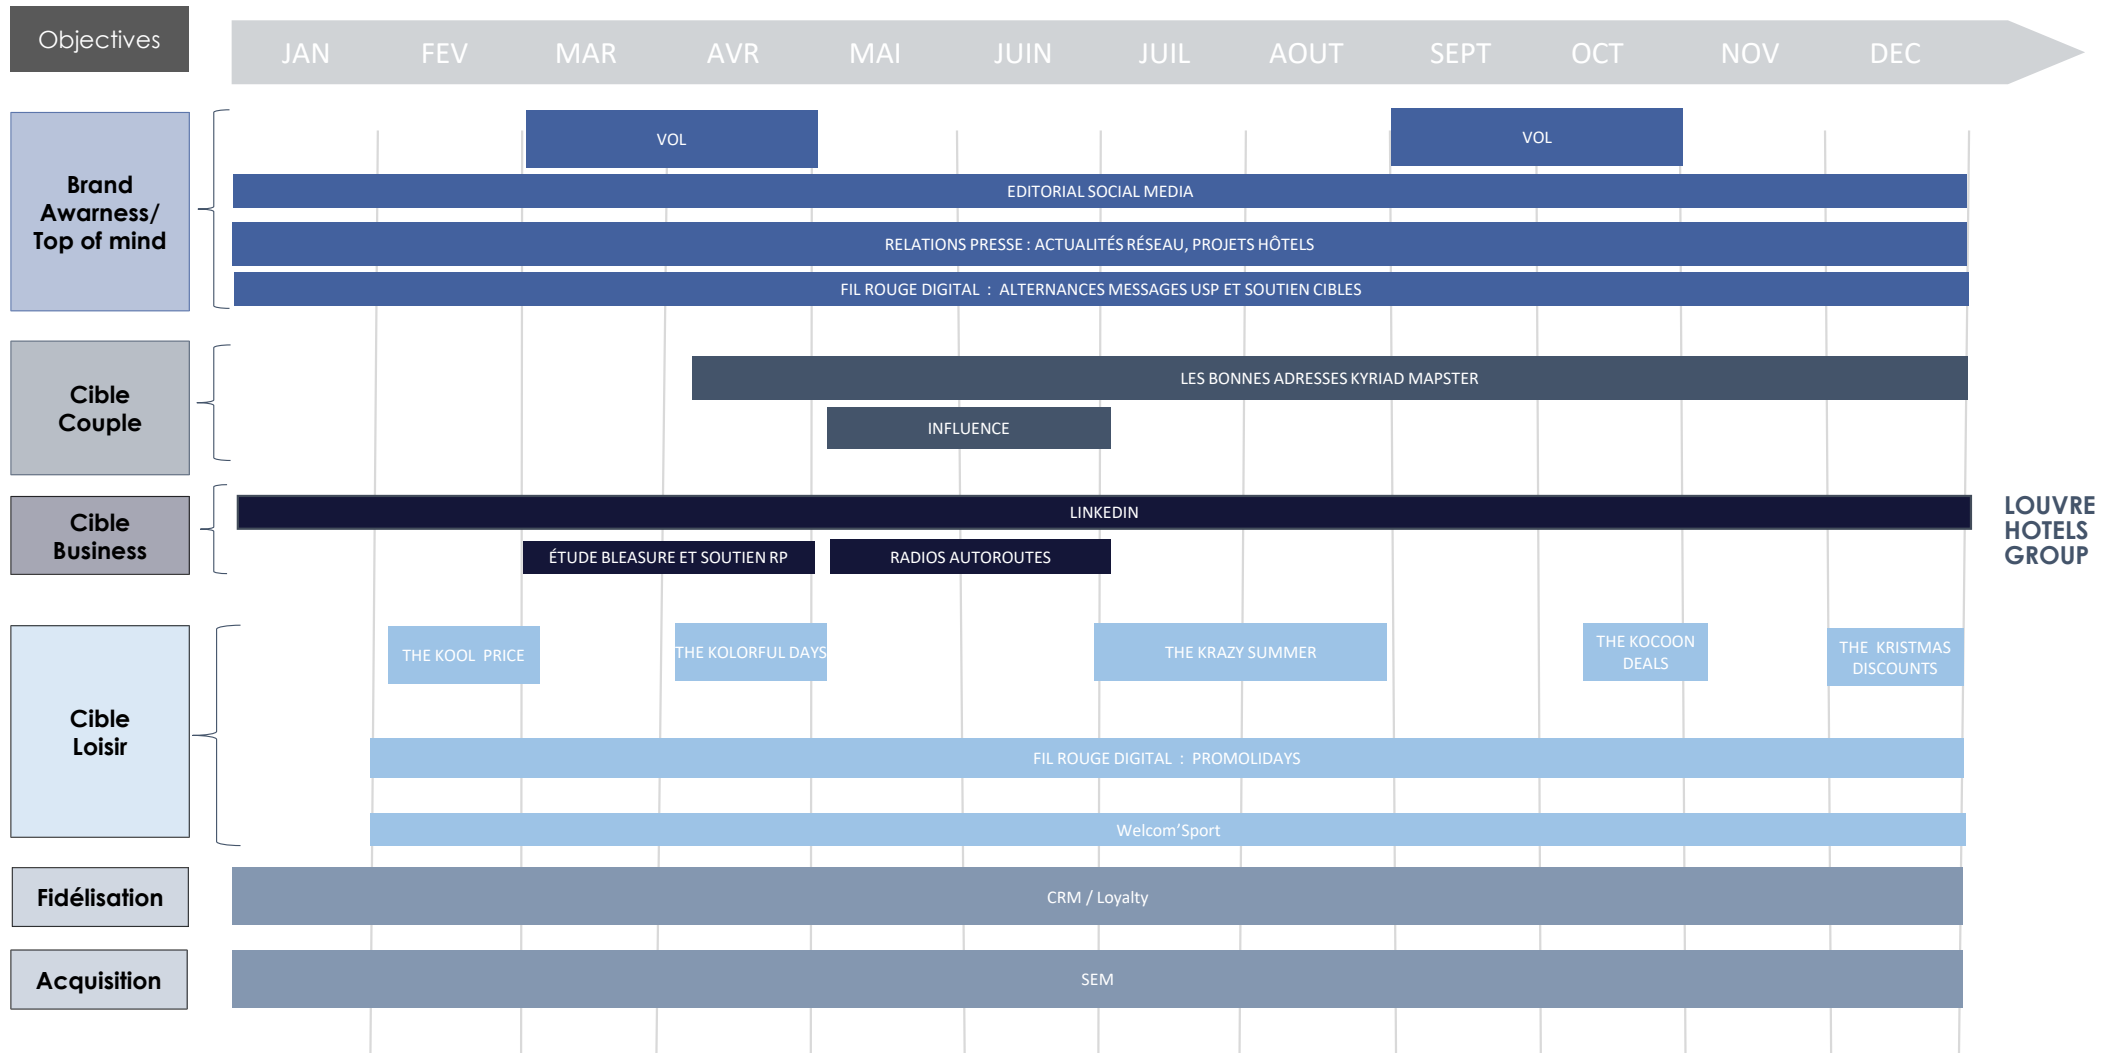 Objectives
JAN FEV MAR AVR MAI JUIN JUIL AOUT SEPT OCT NOV DEC
Brand
Awarness/
Top of mind
VOL VOL
EDITORIAL SOCIAL MEDIA
RELATIONS PRESSE : ACTUALITÉS RÉSEAU, PROJETS HÔTELS
FIL ROUGE DIGITAL : ALTERNANCES MESSAGES USP ET SOUTIEN CIBLES
Cible
Couple
LES BONNES ADRESSES KYRIAD MAPSTER
INFLUENCE
Cible
Business
LINKEDIN
ÉTUDE BLEASURE ET SOUTIEN RP RADIOS AUTOROUTES
LOUVRE
HOTELS
GROUP
Cible
Loisir
THE KOOL PRICE
THE KOLORFUL DAYS
THE KRAZY SUMMER
THE KOCOON
DEALS
THE KRISTMAS
DISCOUNTS
FIL ROUGE DIGITAL : PROMOLIDAYS
Welcom’Sport
Fidélisation
CRM / Loyalty
Acquisition
SEM